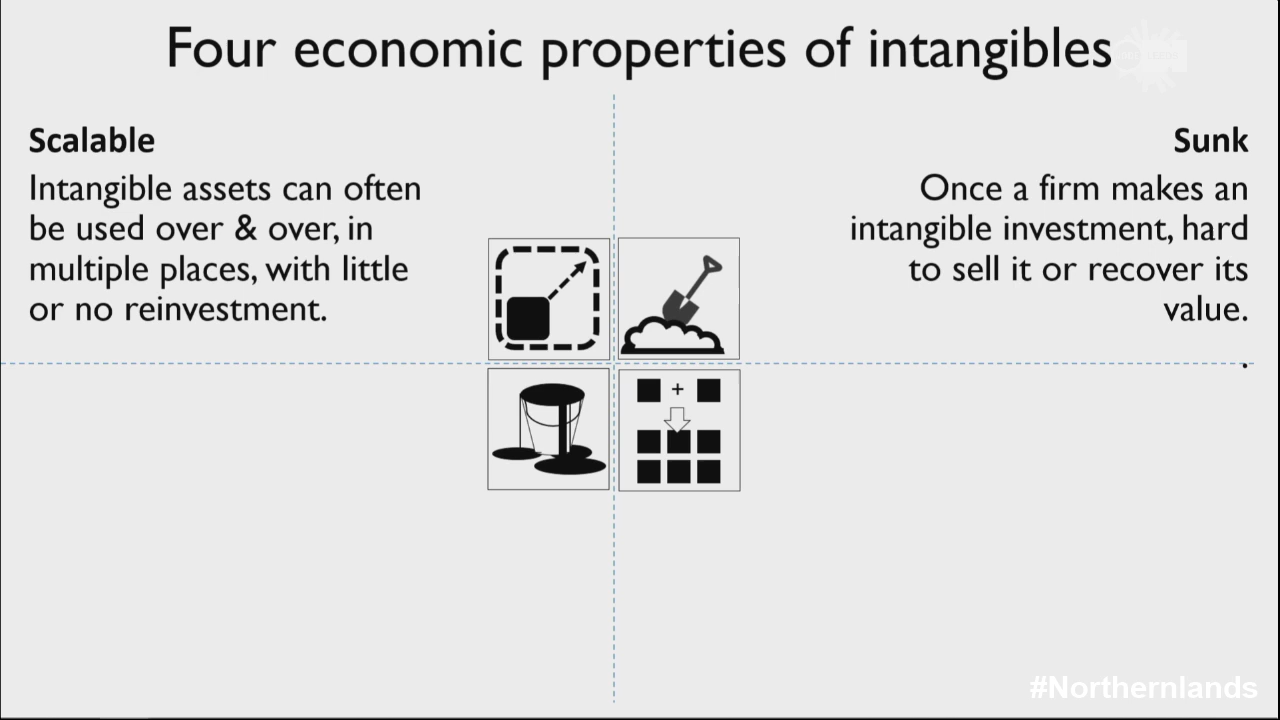 Four economic properties of intangibles
Scalable
Intangible assets can often
be used over & over, in
multiple places, with little
or no reinvestment.
Sunk
Once a firm makes an
intangible investment, hard
to sell it or recover its
value.
.
+
#Northernlands